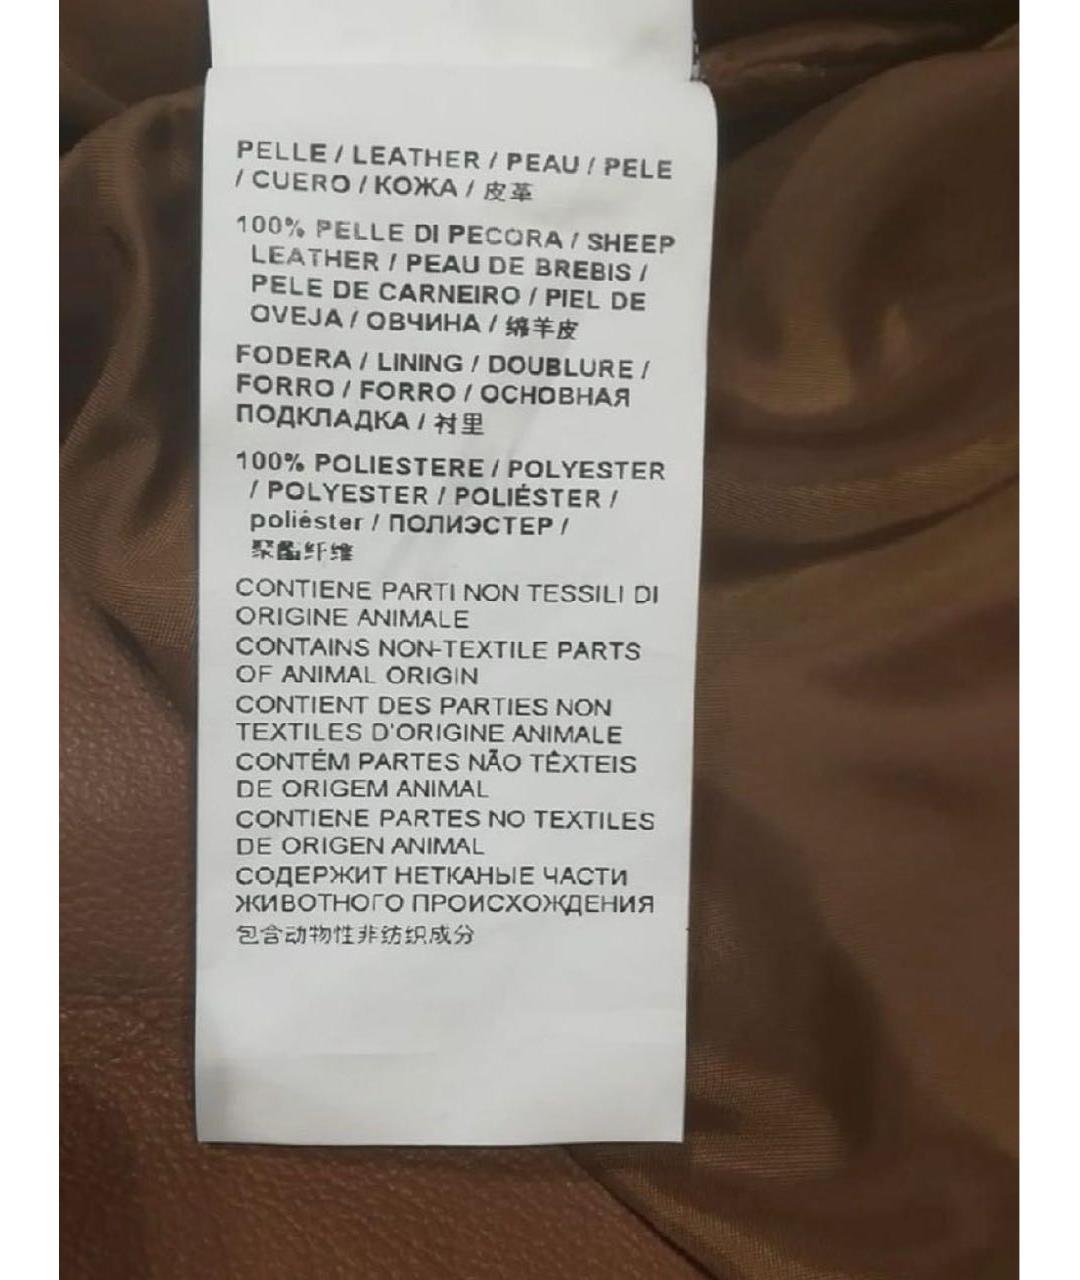 PELLE / LEATHER / PEAU / PELE
/ CUERO / КОЖА / 皮革
100% PELLE DI PECORA / SHEEP
LEATHER / PEAU DE BREBIS /
PELE DE CARNEIRO / PIEL DE
OVEJA / ОВЧИНА / 绵羊皮
FODERA / LINING / DOUBLURE /
FORRO / FORRO / ОСНОВНАЯ
ПОДКЛАДКА / 衬里
100% POLIESTERE / POLYESTER
/ POLYESTER / POLIÉSTER /
poliéster / ПОЛИЭСТЕР /
聚酯纤维
CONTIENE PARTI NON TESSILI DI
ORIGINE ANIMALE
CONTAINS NON-TEXTILE PARTS
OF ANIMAL ORIGIN
CONTIENT DES PARTIES NON
TEXTILES D'ORIGINE ANIMALE
CONTÉM PARTES NÃO TÊXTEIS
DE ORIGEM ANIMAL
CONTIENE PARTES NO TEXTILES
DE ORIGEN ANIMAL
СОДЕРЖИТ НЕТКАНЫЕ ЧАСТИ
ЖИВОТНОГО ПРОИСХОЖДЕНИЯ
包含动物性非纺织成分